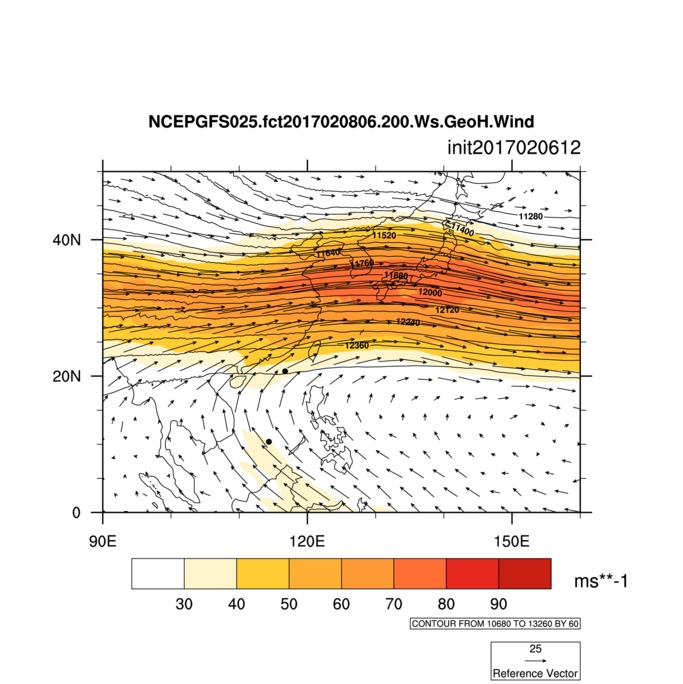 NCEPGFS025.fct2017020806.200.Ws.GeoH.Wind
init2017020612
11280
11400
11520
11640
11760
11880
12000
12120
12240
12360
40N
20N
0
90E 120E 150E
30 40 50 60 70 80 90
ms**-1
CONTOUR FROM 10680 TO 13260 BY 60
25
Reference Vector